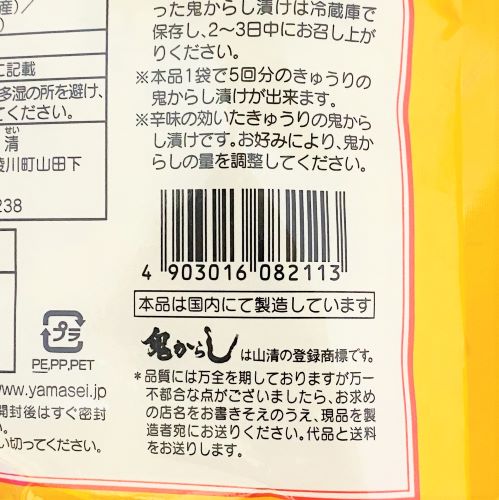 産)／
)
に記載
多湿の所を避け、
てください。
せい
清
綾川町山田下
238
った鬼からし漬けは冷蔵庫で
保存し、2～3日中にお召し上が
りください。
※本品1袋で5回分のきゅうりの
鬼からし漬けが出来ます。
※辛味の効いたきゅうりの鬼から
し漬けです。お好みにより、鬼か
らしの量を調整してください。
4 903016 082113
本品は国内にて製造しています
プラ
PE,PP,PET
www.yamasei.jp
開封後はすぐ密封
い切ってください。
鬼からし は山清の登録商標です。
＊品質には万全を期しておりますが万一
不都合な点がございましたら、お求め
の店名をお書きそえのうえ、現品を製
造者宛にお送りください。代品と送料
をお送りします。